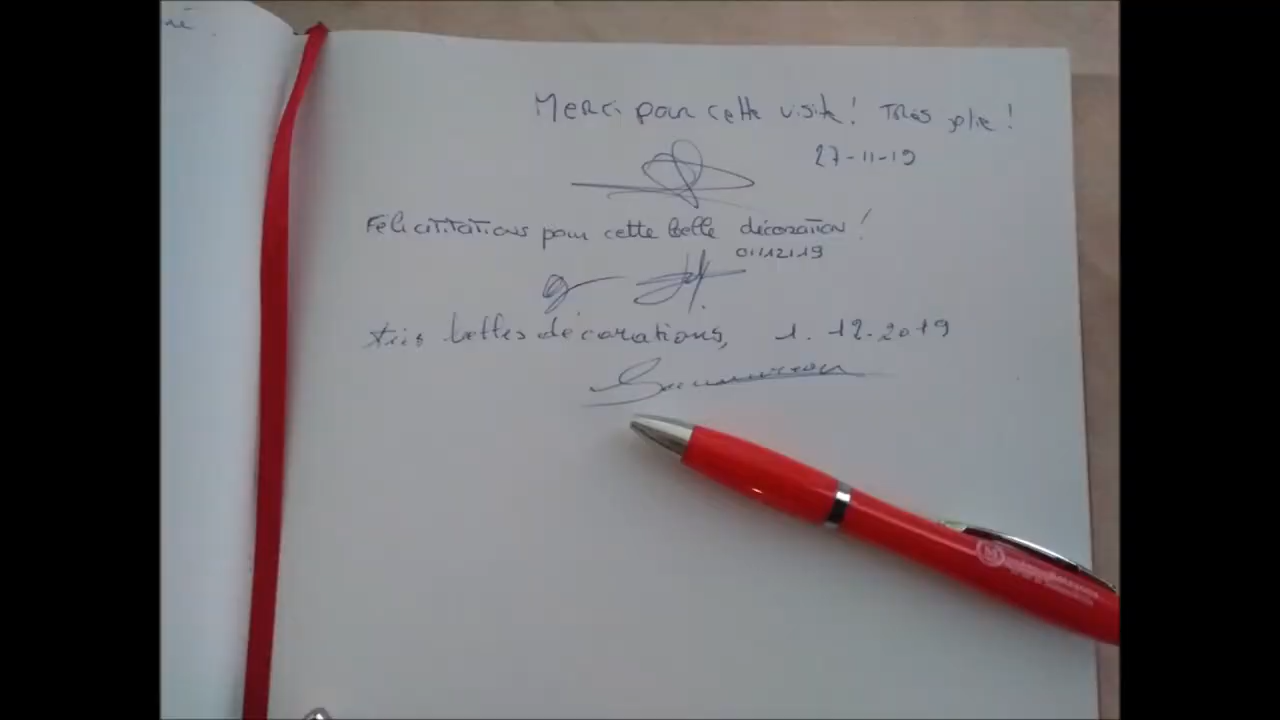 Merci pour cette visite! Très jolie!
27-11-19
Félicititations pour cette belle décoration!
01/12/19
très belles décorations, 1.12.2019